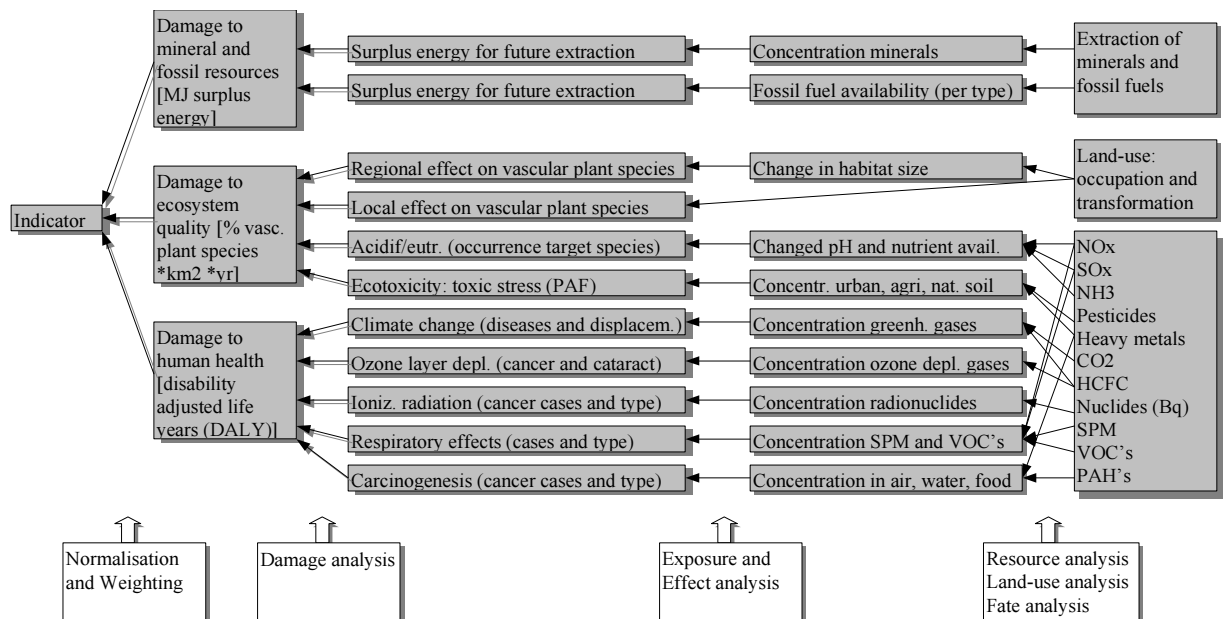 Damage to
mineral and
fossil resources
[MJ surplus
energy]
Surplus energy for future extraction
Concentration minerals
Extraction of
minerals and
fossil fuels
Surplus energy for future extraction
Fossil fuel availability (per type)
Indicator
Damage to
ecosystem
quality [% vasc.
plant species
*km2 *yr]
Regional effect on vascular plant species
Change in habitat size
Land-use:
occupation and
transformation
Local effect on vascular plant species
Acidif/eutr. (occurrence target species)
Changed pH and nutrient avail.
Ecotoxicity: toxic stress (PAF)
Concentr. urban, agri, nat. soil
Damage to
human health
[disability
adjusted life
years (DALY)]
Climate change (diseases and displacem.)
Concentration greenh. gases
Ozone layer depl. (cancer and cataract)
Concentration ozone depl. gases
Ioniz. radiation (cancer cases and type)
Concentration radionuclides
Respiratory effects (cases and type)
Concentration SPM and VOC's
Carcinogenesis (cancer cases and type)
Concentration in air, water, food
NOx
SOx
NH3
Pesticides
Heavy metals
CO2
HCFC
Nuclides (Bq)
SPM
VOC's
PAH's
Normalisation
and Weighting
Damage analysis
Exposure and
Effect analysis
Resource analysis
Land-use analysis
Fate analysis